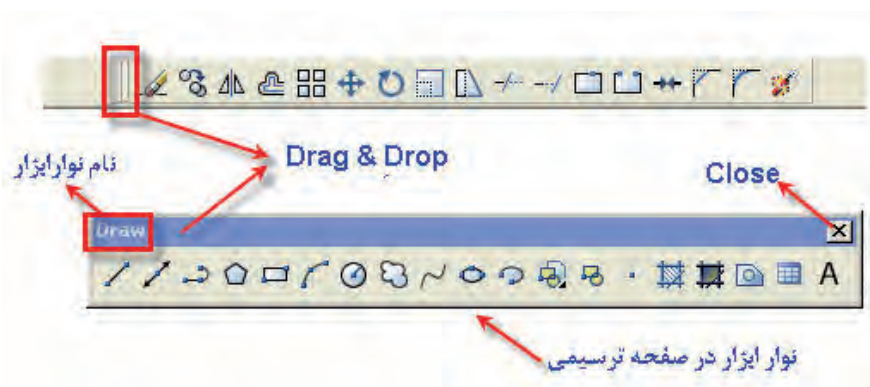 Drag & Drop
نام نوارابزار
Close
Draw
A
نوار ابزار در صفحه ترسیمی